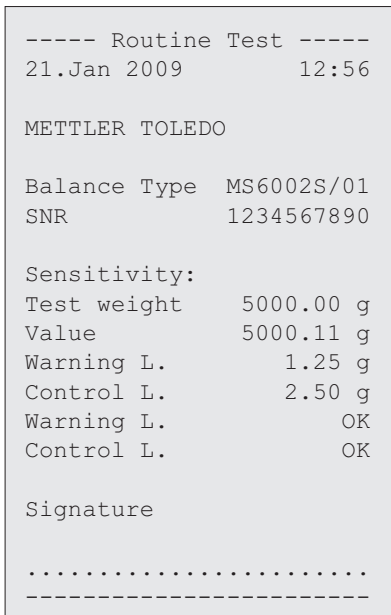 ----- Routine Test -----
21.Jan 2009 12:56
METTLER TOLEDO
Balance Type MS6002S/01
SNR 1234567890
Sensitivity:
Test weight 5000.00 g
Value 5000.11 g
Warning L. 1.25 g
Control L. 2.50 g
Warning L. OK
Control L. OK
Signature
........................
------------------------